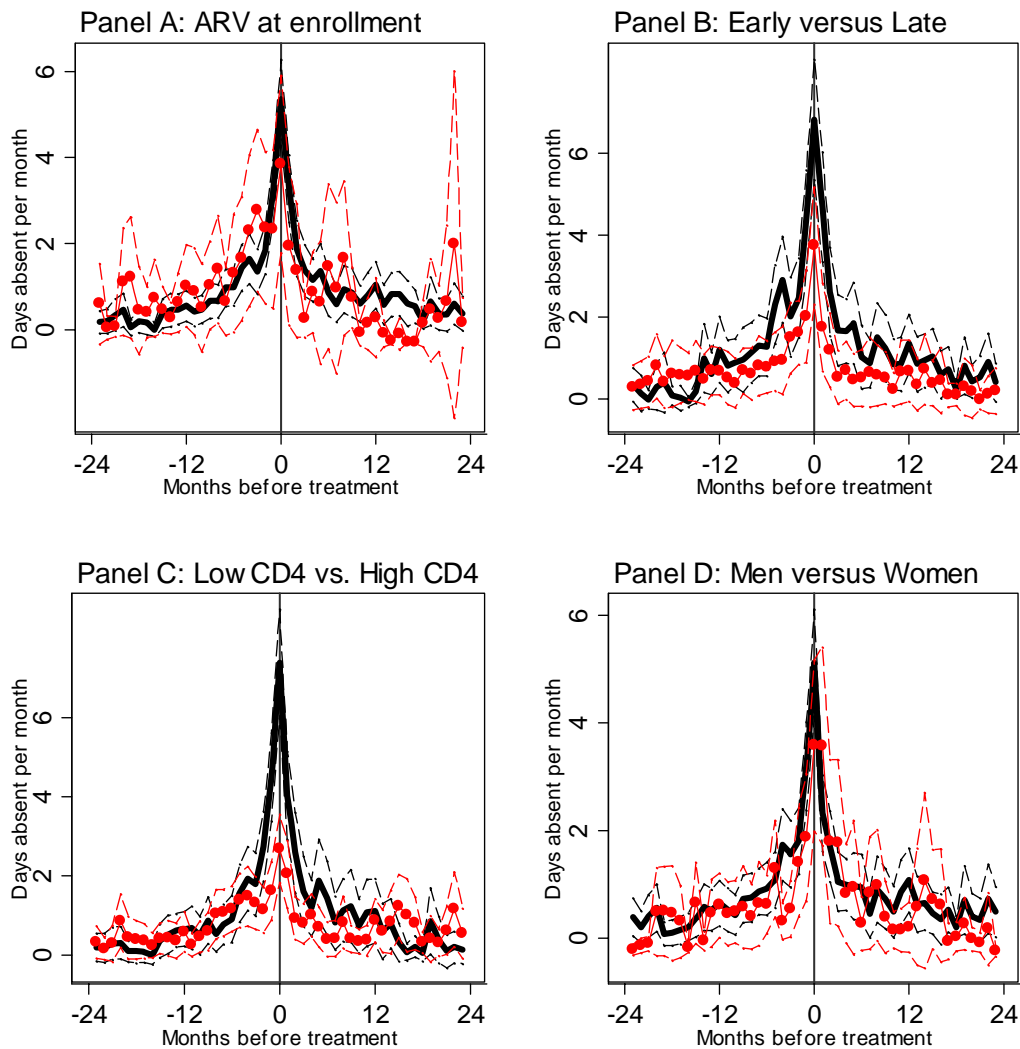 Panel A: ARV at enrollment
Days absent per month
6
4
2
0
-24 -12 0 12 24
Months before treatment
Panel B: Early versus Late
Days absent per month
6
4
2
0
-24 -12 0 12 24
Months before treatment
Panel C: Low CD4 vs. High CD4
Days absent per month
6
4
2
0
-24 -12 0 12 24
Months before treatment
Panel D: Men versus Women
Days absent per month
6
4
2
0
-24 -12 0 12 24
Months before treatment